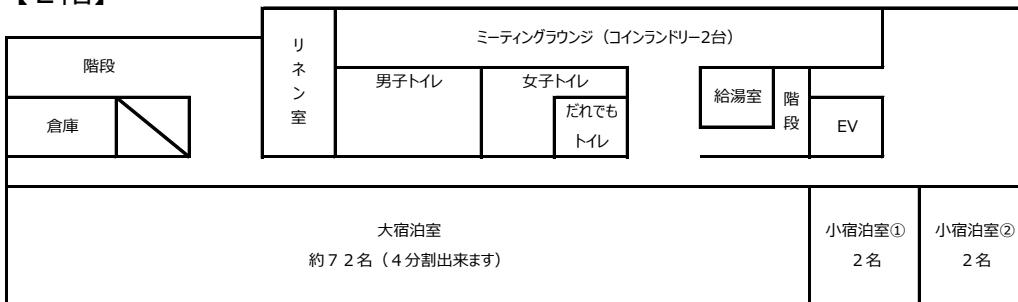 リネン室
ミーティングラウンジ（コインランドリー2台）
階段
男子トイレ
女子トイレ
給湯室
階段
倉庫
だれでも
トイレ
EV
大宿泊室
約７２名（４分割出来ます）
小宿泊室①
２名
小宿泊室②
２名